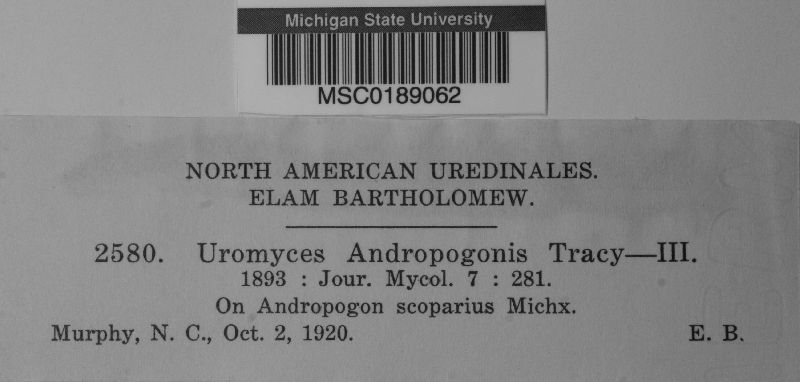 Michigan State University
MSC0189062
NORTH AMERICAN UREDINALES.
ELAM BARTHOLOMEW.
2580. Uromyces Andropogonis Tracy—III.
1893 : Jour. Mycol. 7 : 281.
On Andropogon scoparius Michx.
Murphy, N. C., Oct. 2, 1920. E. B.